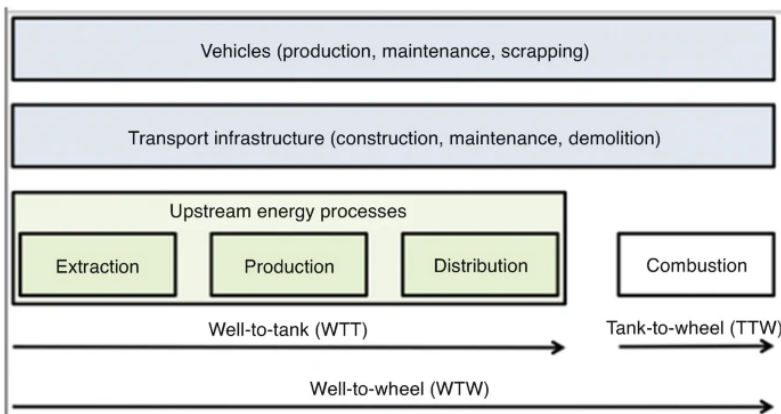 Vehicles (production, maintenance, scrapping)
Transport infrastructure (construction, maintenance, demolition)
Upstream energy processes
Extraction
Production
Distribution
Combustion
Well-to-tank (WTT)
Tank-to-wheel (TTW)
Well-to-wheel (WTW)